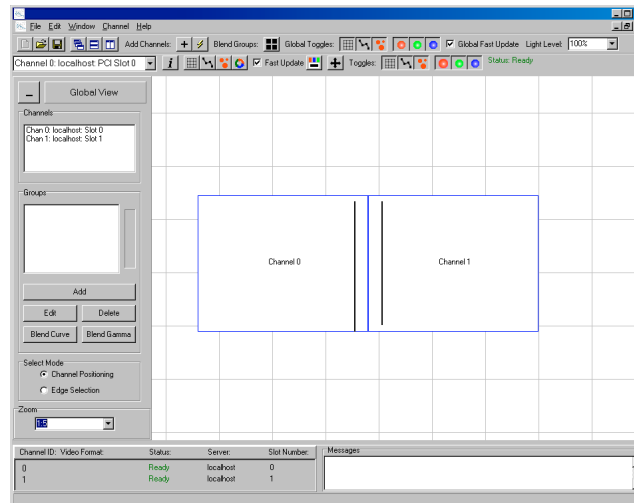 File Edit Window Channel Help
Add Channels: Blend Groups: Global Toggles: Global Fast Update Light Level: 100%
Channel 0: localhost: PCI Slot 0 i Fast Update Toggles: Status: Ready
Global View
Channels
Chan 0: localhost: Slot 0
Chan 1: localhost: Slot 1
Groups
Add
Edit Delete
Blend Curve Blend Gamma
Select Mode
Channel Positioning
Edge Selection
Zoom
1:5
Channel 0 Channel 1
Channel ID: Video Format: Status: Server: Slot Number: Messages
0 Ready localhost 0
1 Ready localhost 1